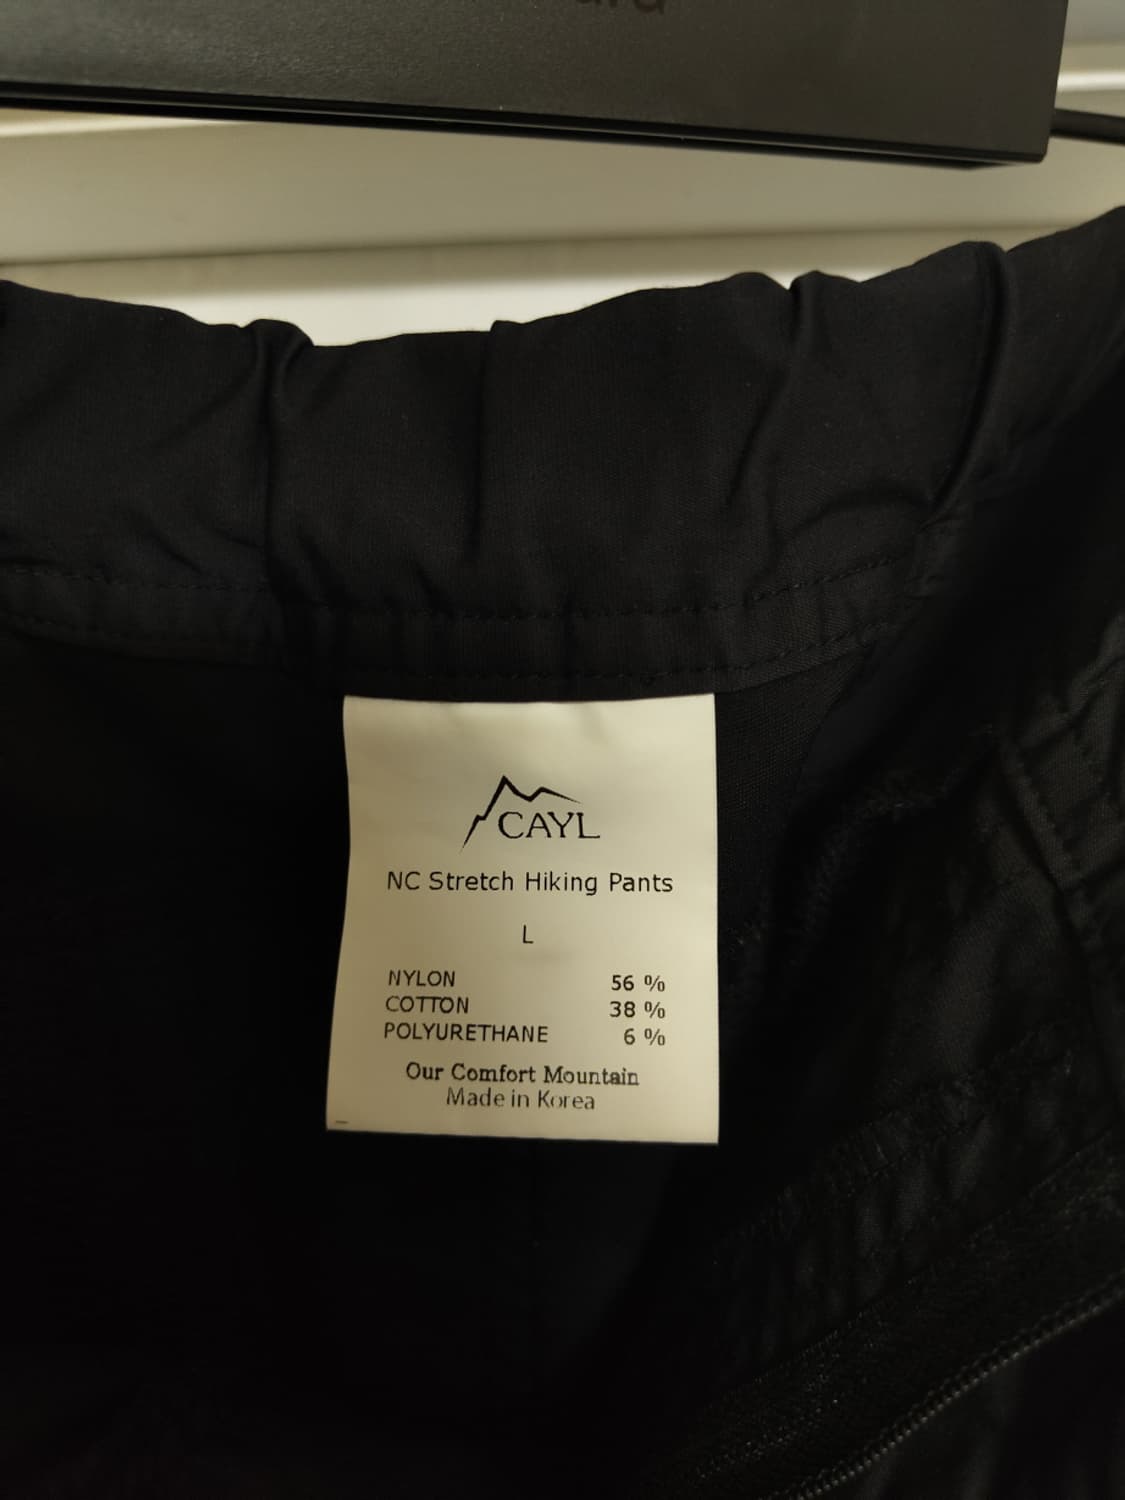 CAYL
NC Stretch Hiking Pants
L
NYLON 56 %
COTTON 38 %
POLYURETHANE 6 %
Our Comfort Mountain
Made in Korea